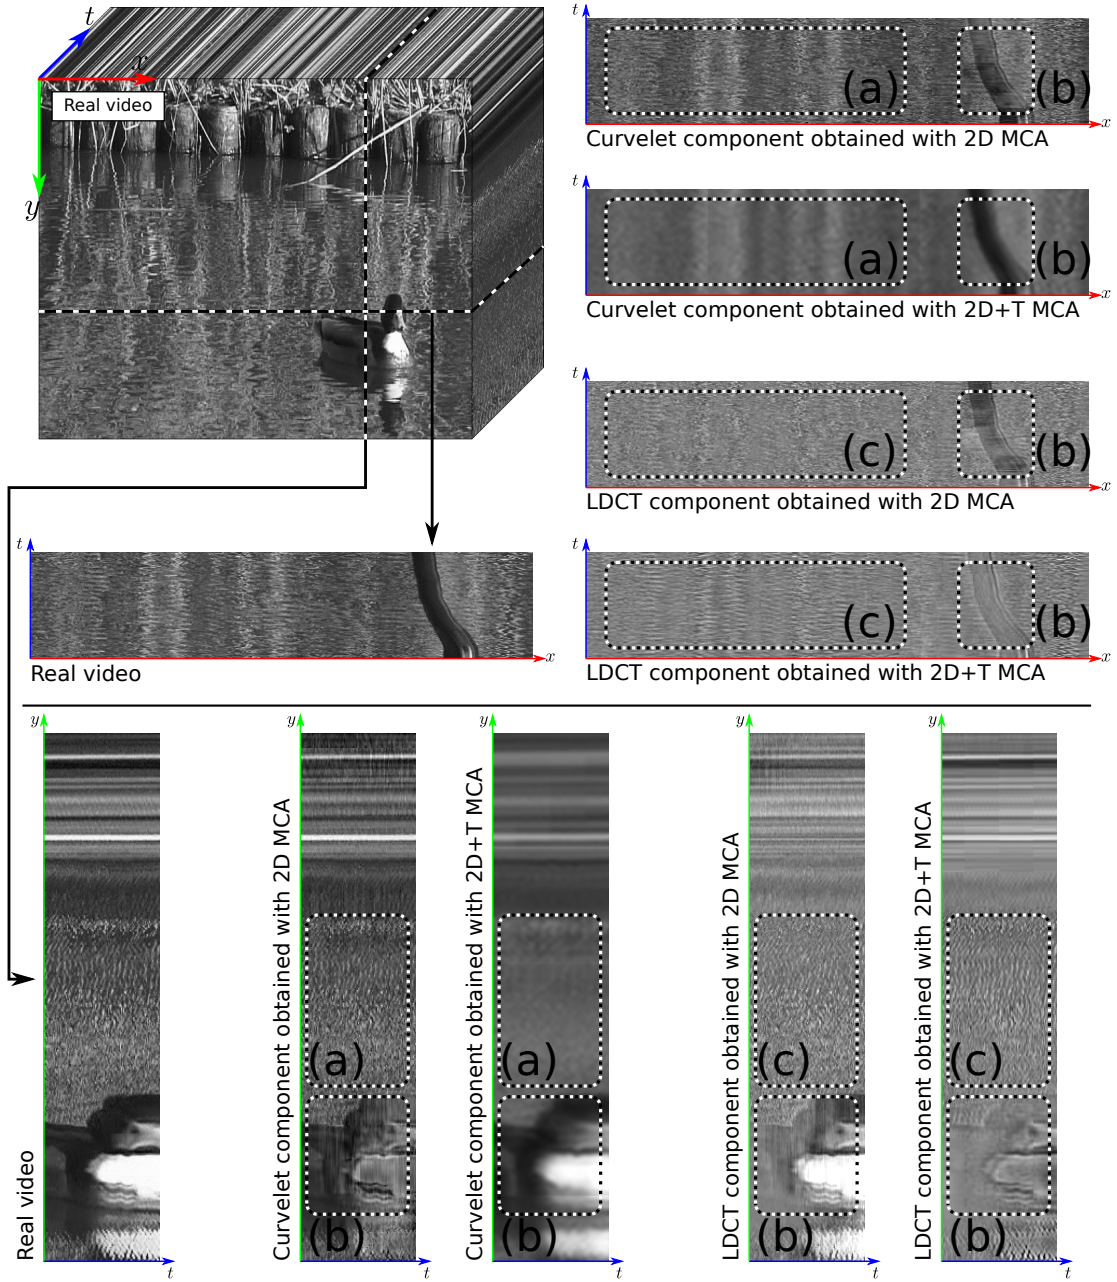 t
x
Real video
y
t
(a)
(b)
x
Curvelet component obtained with 2D MCA
t
(a)
(b)
x
Curvelet component obtained with 2D+T MCA
t
(c)
(b)
x
LDCT component obtained with 2D MCA
t
x
Real video
t
(c)
(b)
x
LDCT component obtained with 2D+T MCA
y
Real video
t
y
Curvelet component obtained with 2D MCA
(a)
(b)
t
y
Curvelet component obtained with 2D+T MCA
(a)
(b)
y
LDCT component obtained with 2D MCA
(c)
(b)
t
y
LDCT component obtained with 2D+T MCA
(c)
(b)
t